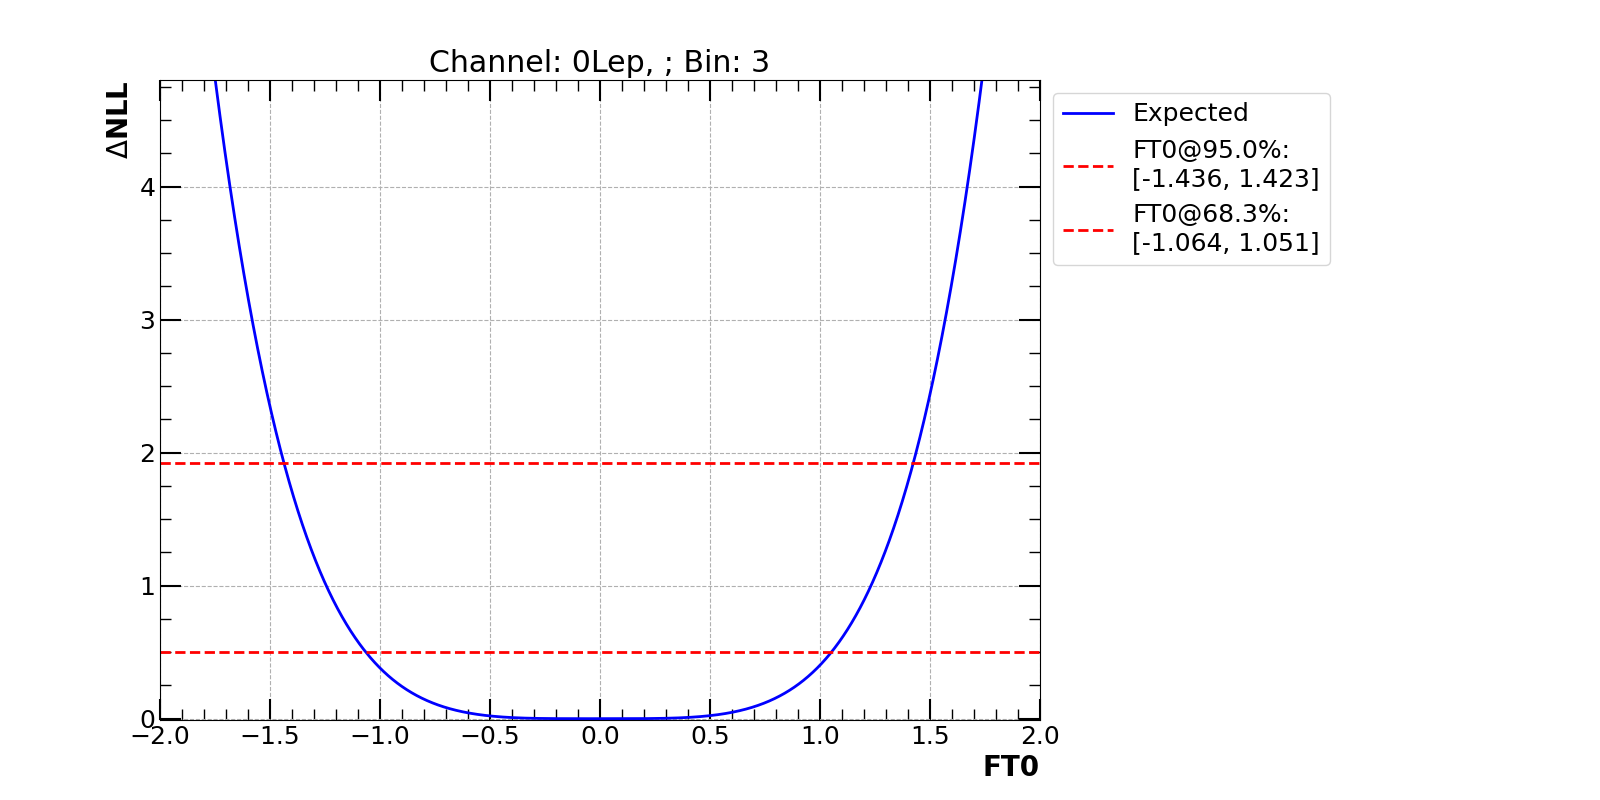 Channel: 0Lep, ; Bin: 3
ΔNLL
4
3
2
1
0
−2.0 −1.5 −1.0 −0.5 0.0 0.5 1.0 1.5 2.0
FT0
Expected
FT0@95.0%:
[-1.436, 1.423]
FT0@68.3%:
[-1.064, 1.051]